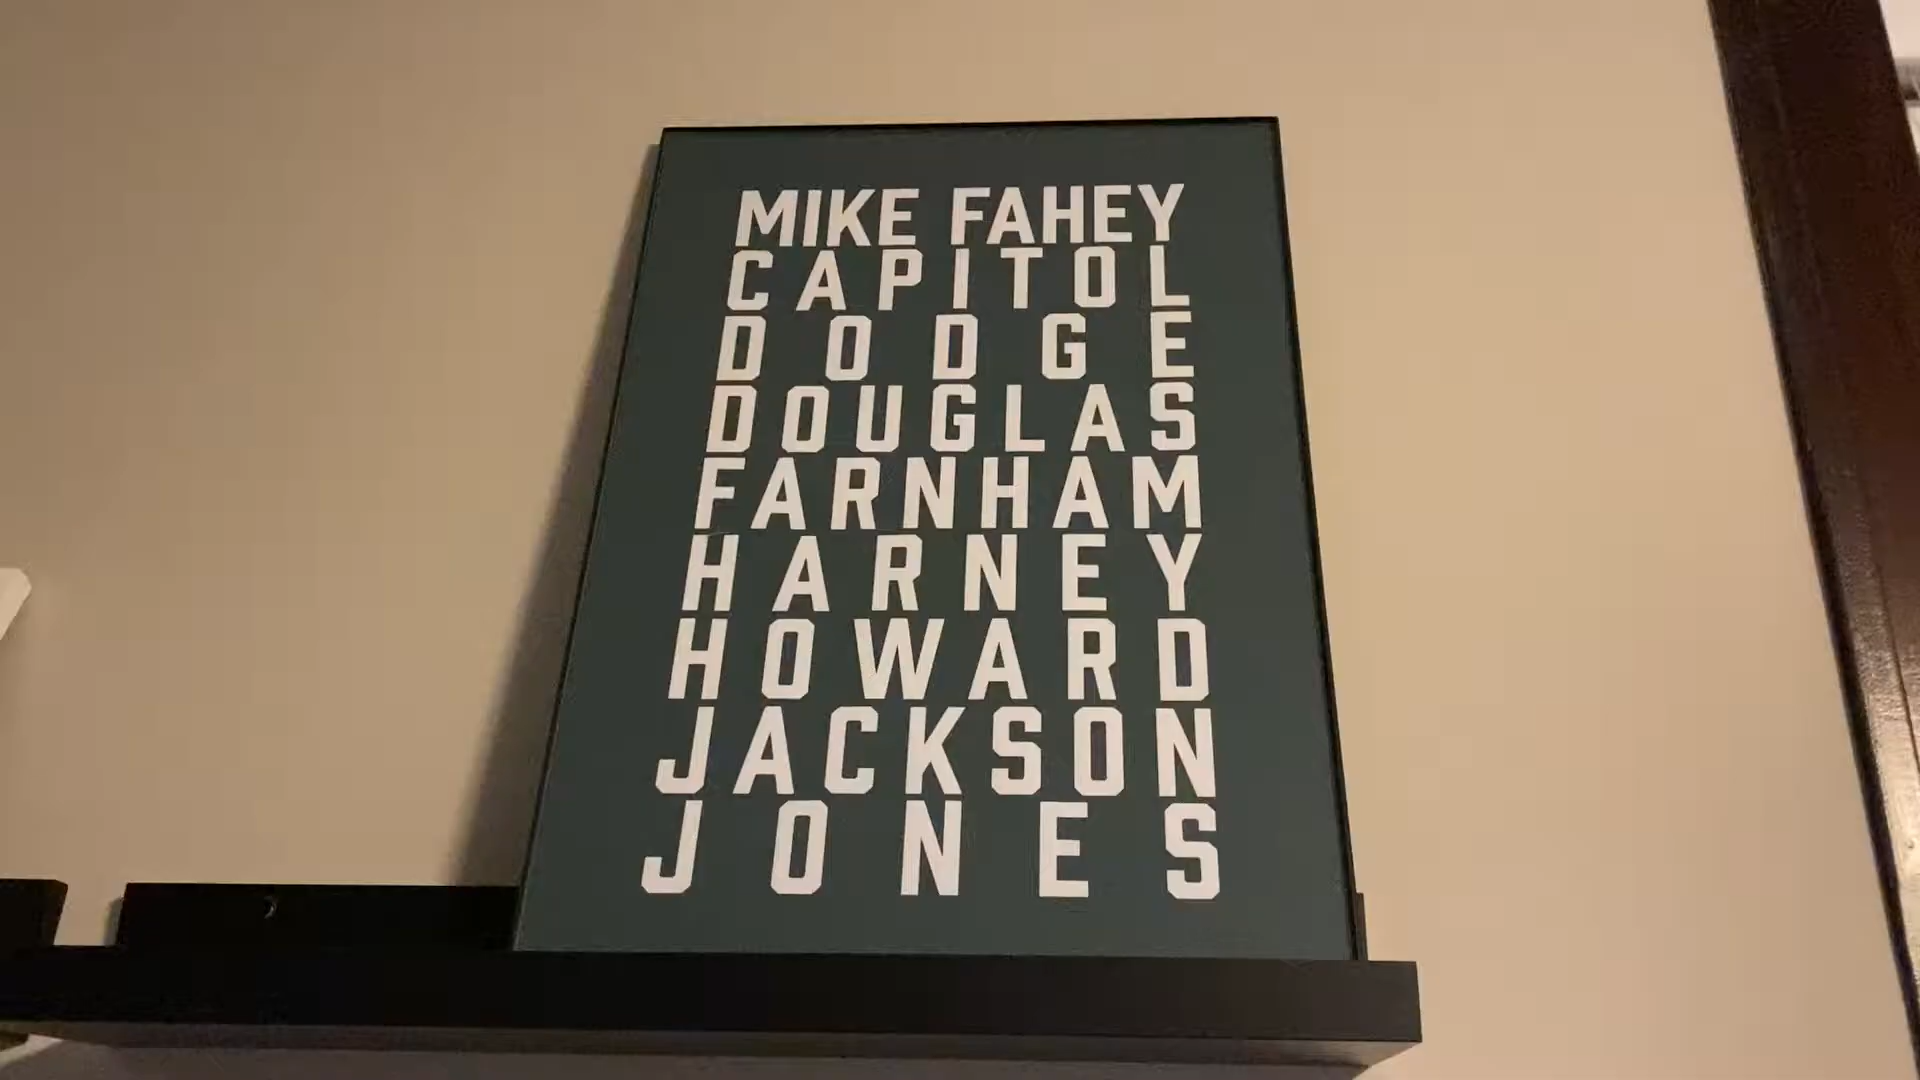 MIKE FAHEY
CAPITOL
DODGE
DOUGLAS
FARNHAM
HARNEY
HOWARD
JACKSON
JONES